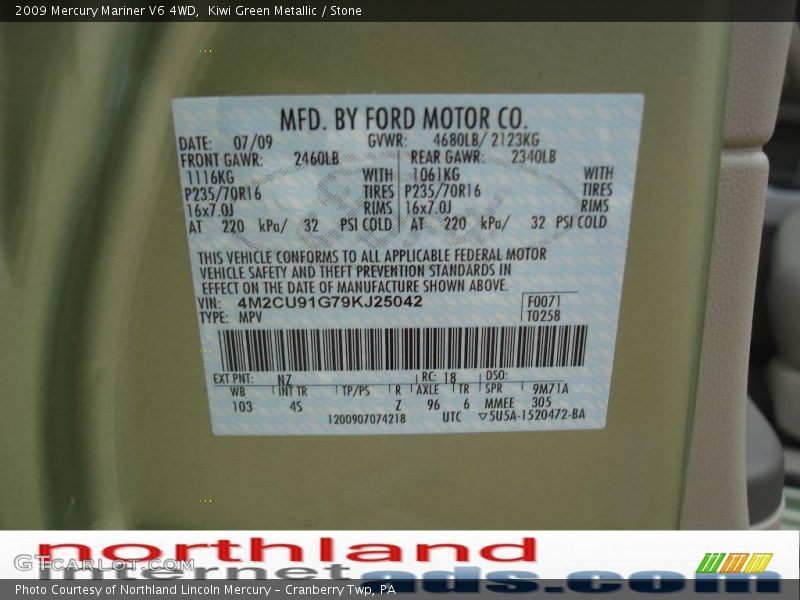 2009 Mercury Mariner V6 4WD, Kiwi Green Metallic / Stone
MFD. BY FORD MOTOR CO.
DATE: 07/09 GVWR: 4680LB/ 2123KG
FRONT GAWR: 2460LB REAR GAWR: 2340LB
1116KG WITH 1061KG WITH
P235/70R16 TIRES P235/70R16 TIRES
16x7.0J RIMS 16x7.0J RIMS
AT 220 kPa/ 32 PSI COLD AT 220 kPa/ 32 PSI COLD
THIS VEHICLE CONFORMS TO ALL APPLICABLE FEDERAL MOTOR
VEHICLE SAFETY AND THEFT PREVENTION STANDARDS IN
EFFECT ON THE DATE OF MANUFACTURE SHOWN ABOVE.
VIN: 4M2CU91G79KJ25042 F0071
TYPE: MPV T0258
EXT PNT: NZ RC: 18 DSO:
WB INT TR TP/PS R AXLE TR SPR 9M71A
103 4S Z 96 6 MMEE 305
1200907074218 UTC ▽5U5A-1520472-BA
northland
GTCarLot.com
internet ads.com
Photo Courtesy of Northland Lincoln Mercury – Cranberry Twp, PA